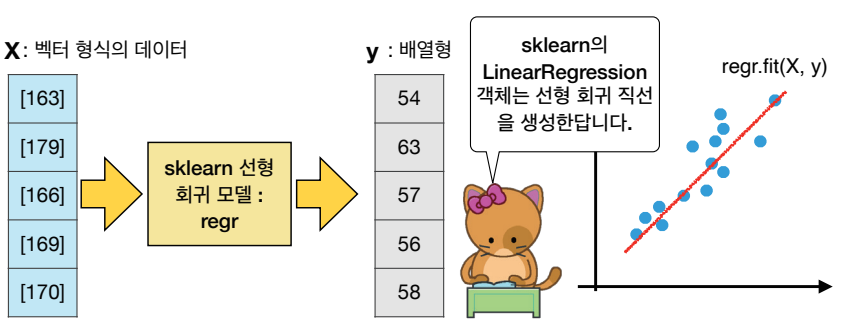 X : 벡터 형식의 데이터
[163]
[179]
[166]
[169]
[170]
sklearn 선형
회귀 모델 :
regr
y : 배열형
54
63
57
56
58
sklearn의
LinearRegression
객체는 선형 회귀 직선
을 생성한답니다.
regr.fit(X, y)